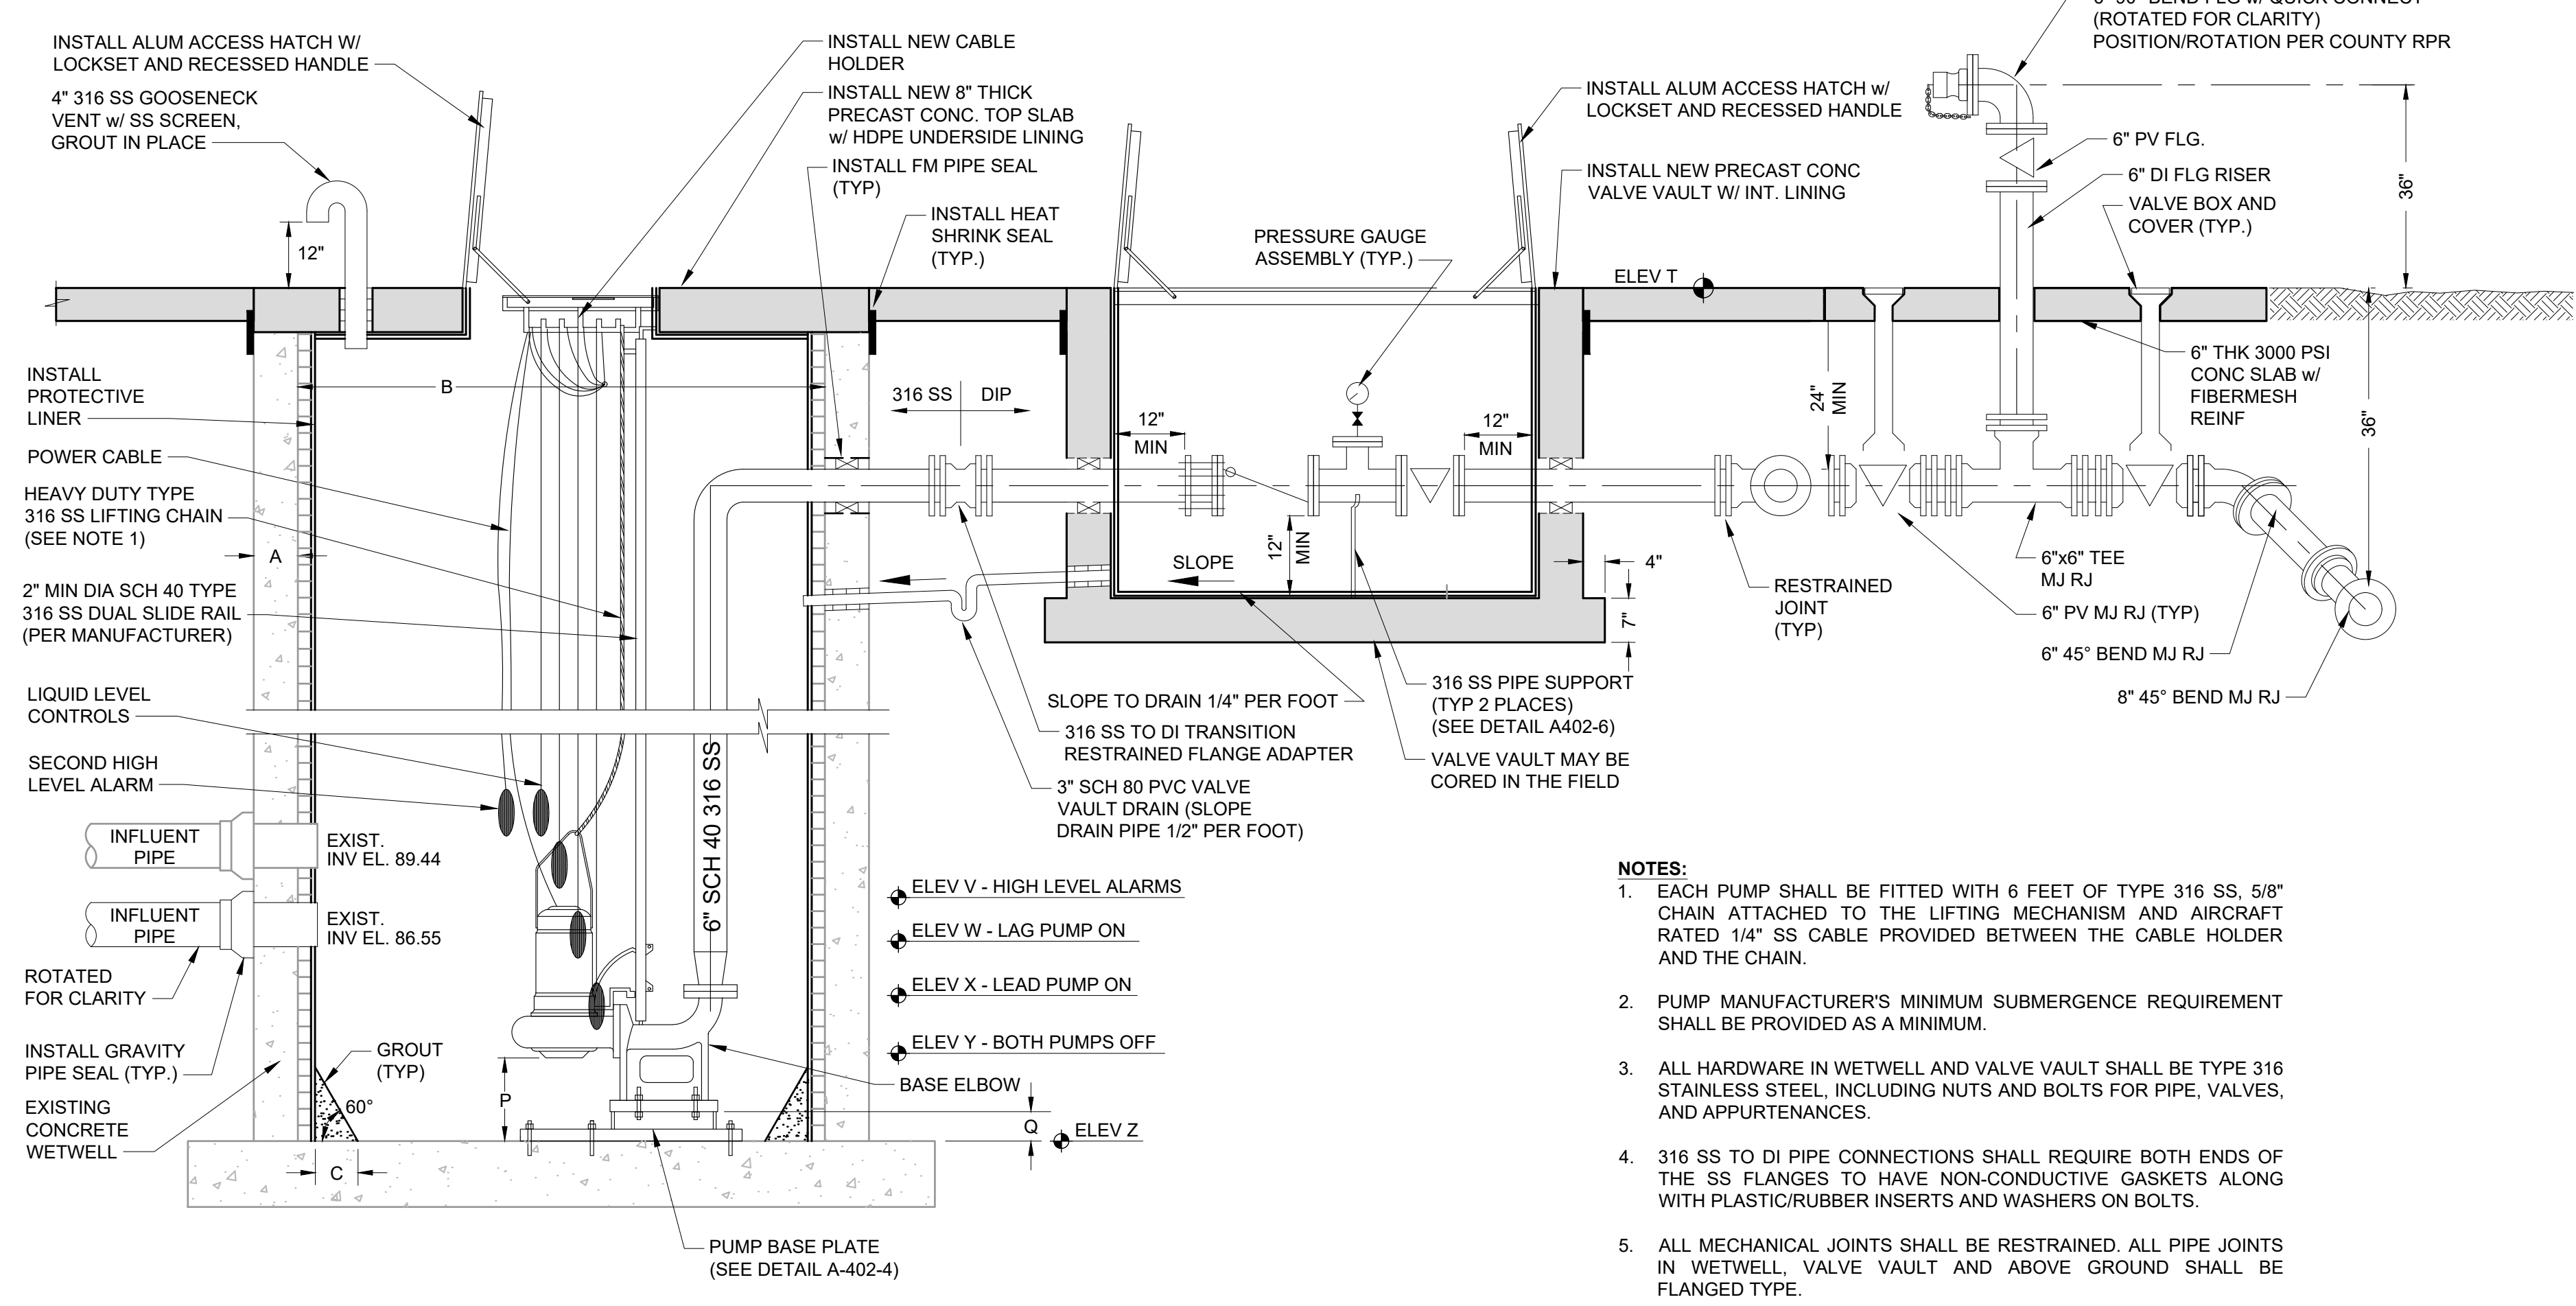 INSTALL ALUM ACCESS HATCH W/
LOCKSET AND RECESSED HANDLE
4" 316 SS GOOSENECK
VENT w/ SS SCREEN,
GROUT IN PLACE
12"
INSTALL NEW CABLE
HOLDER
INSTALL NEW 8" THICK
PRECAST CONC. TOP SLAB
w/ HDPE UNDERSIDE LINING
INSTALL FM PIPE SEAL
(TYP)
INSTALL HEAT
SHRINK SEAL
(TYP.)
PRESSURE GAUGE
ASSEMBLY (TYP.)
INSTALL ALUM ACCESS HATCH w/
LOCKSET AND RECESSED HANDLE
INSTALL NEW PRECAST CONC
VALVE VAULT W/ INT. LINING
ELEV T
(ROTATED FOR CLARITY)
POSITION/ROTATION PER COUNTY RPR
6" PV FLG.
6" DI FLG RISER
VALVE BOX AND
COVER (TYP.)
36"
6" THK 3000 PSI
CONC SLAB w/
FIBERMESH
REINF
36"
24"
MIN
INSTALL
PROTECTIVE
LINER
B
316 SS
DIP
12"
MIN
12"
MIN
POWER CABLE
HEAVY DUTY TYPE
316 SS LIFTING CHAIN
(SEE NOTE 1)
A
2" MIN DIA SCH 40 TYPE
316 SS DUAL SLIDE RAIL
(PER MANUFACTURER)
12"
MIN
SLOPE
4"
7"
RESTRAINED
JOINT
(TYP)
6"x6" TEE
MJ RJ
6" PV MJ RJ (TYP)
6" 45° BEND MJ RJ
8" 45° BEND MJ RJ
LIQUID LEVEL
CONTROLS
SLOPE TO DRAIN 1/4" PER FOOT
316 SS TO DI TRANSITION
RESTRAINED FLANGE ADAPTER
3" SCH 80 PVC VALVE
VAULT DRAIN (SLOPE
DRAIN PIPE 1/2" PER FOOT)
316 SS PIPE SUPPORT
(TYP 2 PLACES)
(SEE DETAIL A402-6)
VALVE VAULT MAY BE
CORED IN THE FIELD
SECOND HIGH
LEVEL ALARM
6" SCH 40 316 SS
INFLUENT
PIPE
EXIST.
INV EL. 89.44
INFLUENT
PIPE
EXIST.
INV EL. 86.55
ROTATED
FOR CLARITY
INSTALL GRAVITY
PIPE SEAL (TYP.)
EXISTING
CONCRETE
WETWELL
GROUT
(TYP)
60°
C
P
Q
ELEV V - HIGH LEVEL ALARMS
ELEV W - LAG PUMP ON
ELEV X - LEAD PUMP ON
ELEV Y - BOTH PUMPS OFF
BASE ELBOW
ELEV Z
PUMP BASE PLATE
(SEE DETAIL A-402-4)
NOTES:
1. EACH PUMP SHALL BE FITTED WITH 6 FEET OF TYPE 316 SS, 5/8"
CHAIN ATTACHED TO THE LIFTING MECHANISM AND AIRCRAFT
RATED 1/4" SS CABLE PROVIDED BETWEEN THE CABLE HOLDER
AND THE CHAIN.
2. PUMP MANUFACTURER'S MINIMUM SUBMERGENCE REQUIREMENT
SHALL BE PROVIDED AS A MINIMUM.
3. ALL HARDWARE IN WETWELL AND VALVE VAULT SHALL BE TYPE 316
STAINLESS STEEL, INCLUDING NUTS AND BOLTS FOR PIPE, VALVES,
AND APPURTENANCES.
4. 316 SS TO DI PIPE CONNECTIONS SHALL REQUIRE BOTH ENDS OF
THE SS FLANGES TO HAVE NON-CONDUCTIVE GASKETS ALONG
WITH PLASTIC/RUBBER INSERTS AND WASHERS ON BOLTS.
5. ALL MECHANICAL JOINTS SHALL BE RESTRAINED. ALL PIPE JOINTS
IN WETWELL, VALVE VAULT AND ABOVE GROUND SHALL BE
FLANGED TYPE.